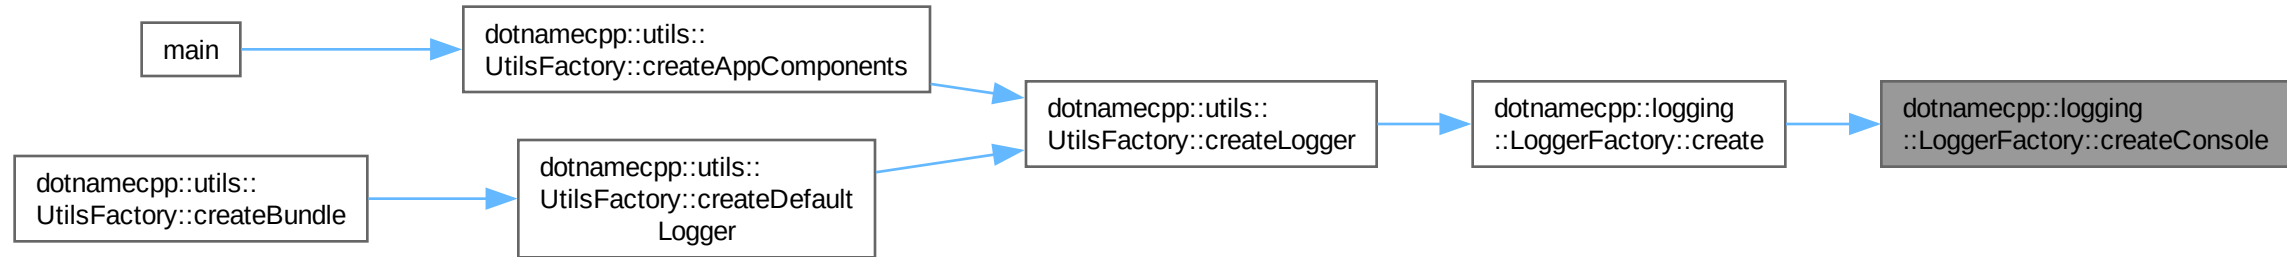 main
dotnamecpp::utils::
UtilsFactory::createAppComponents
dotnamecpp::utils::
UtilsFactory::createBundle
dotnamecpp::utils::
UtilsFactory::createDefault
Logger
dotnamecpp::utils::
UtilsFactory::createLogger
dotnamecpp::logging
::LoggerFactory::create
dotnamecpp::logging
::LoggerFactory::createConsole